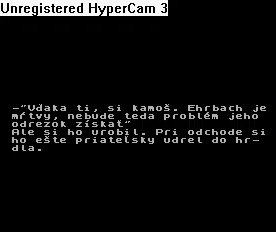 Unregistered HyperCam 3
-"Vďaka ti, si kamoš. Ehrbach je
mŕtvy, nebude teda problém jeho
odrezok získať"
Ale si ho urobil. Pri odchode si
ho ešte priateľsky udrel do hr-
dla.